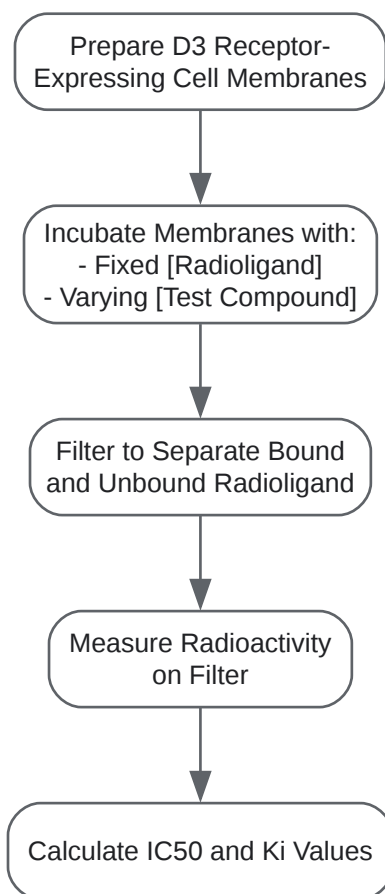 Prepare D3 Receptor-
Expressing Cell Membranes
Incubate Membranes with:
- Fixed [Radioligand]
- Varying [Test Compound]
Filter to Separate Bound
and Unbound Radioligand
Measure Radioactivity
on Filter
Calculate IC50 and Ki Values